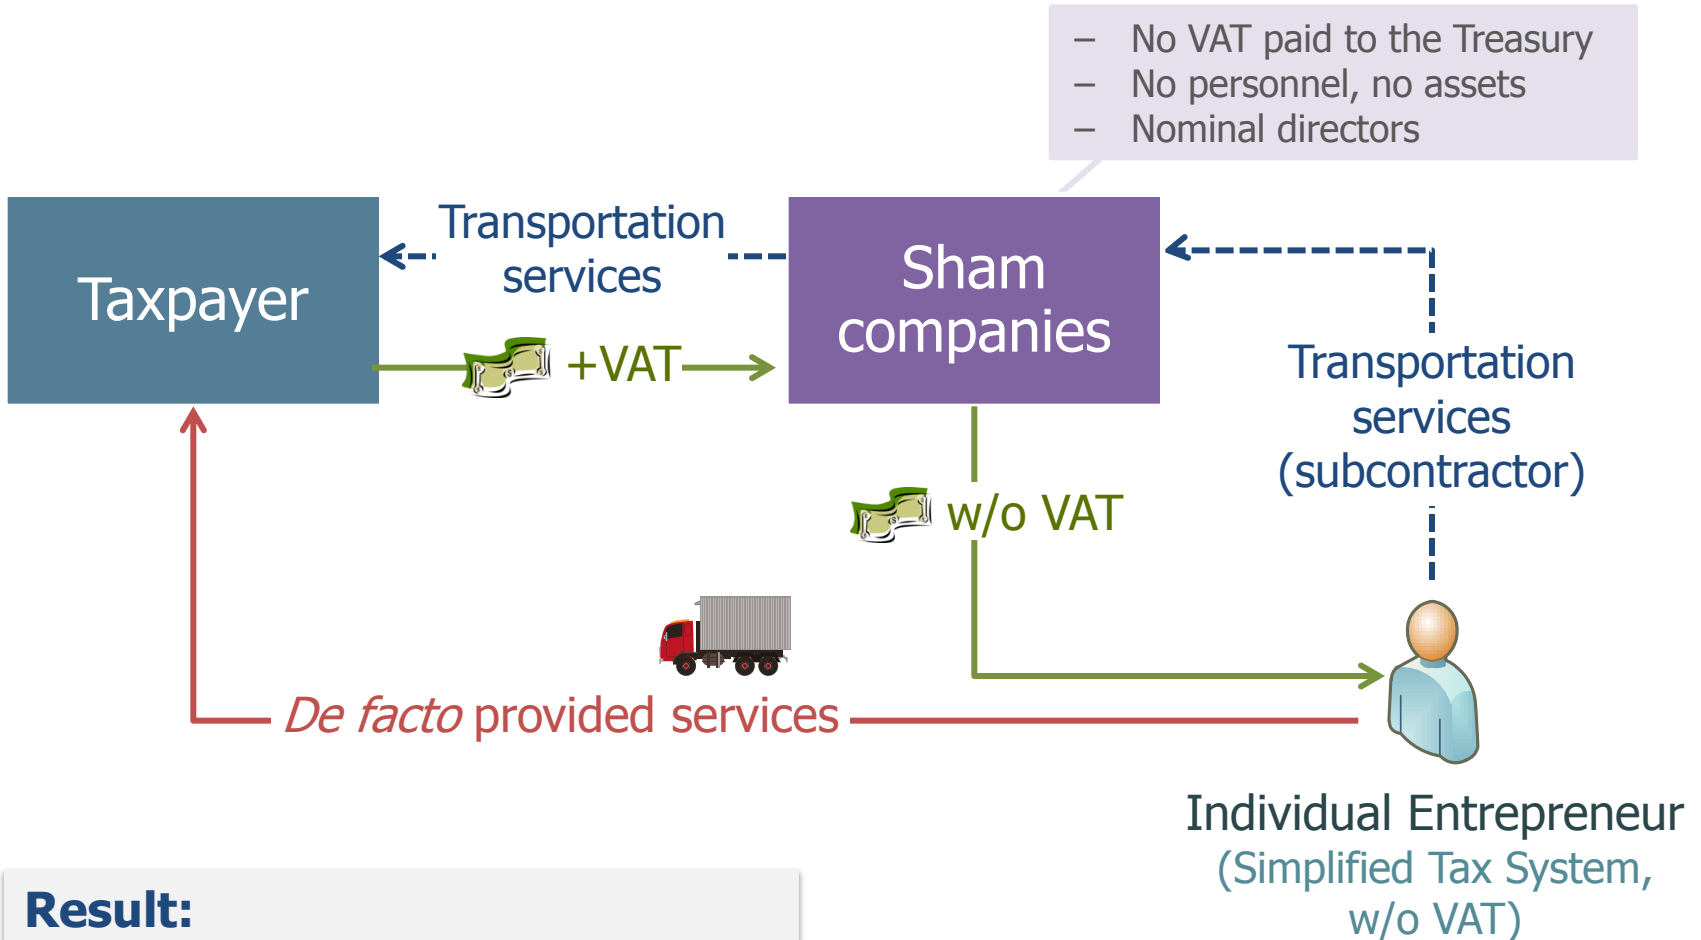 – No VAT paid to the Treasury
– No personnel, no assets
– Nominal directors
Taxpayer
Transportation
services
+VAT
Sham
companies
Transportation
services
(subcontractor)
w/o VAT
De facto provided services
Individual Entrepreneur
(Simplified Tax System,
w/o VAT)
Result: